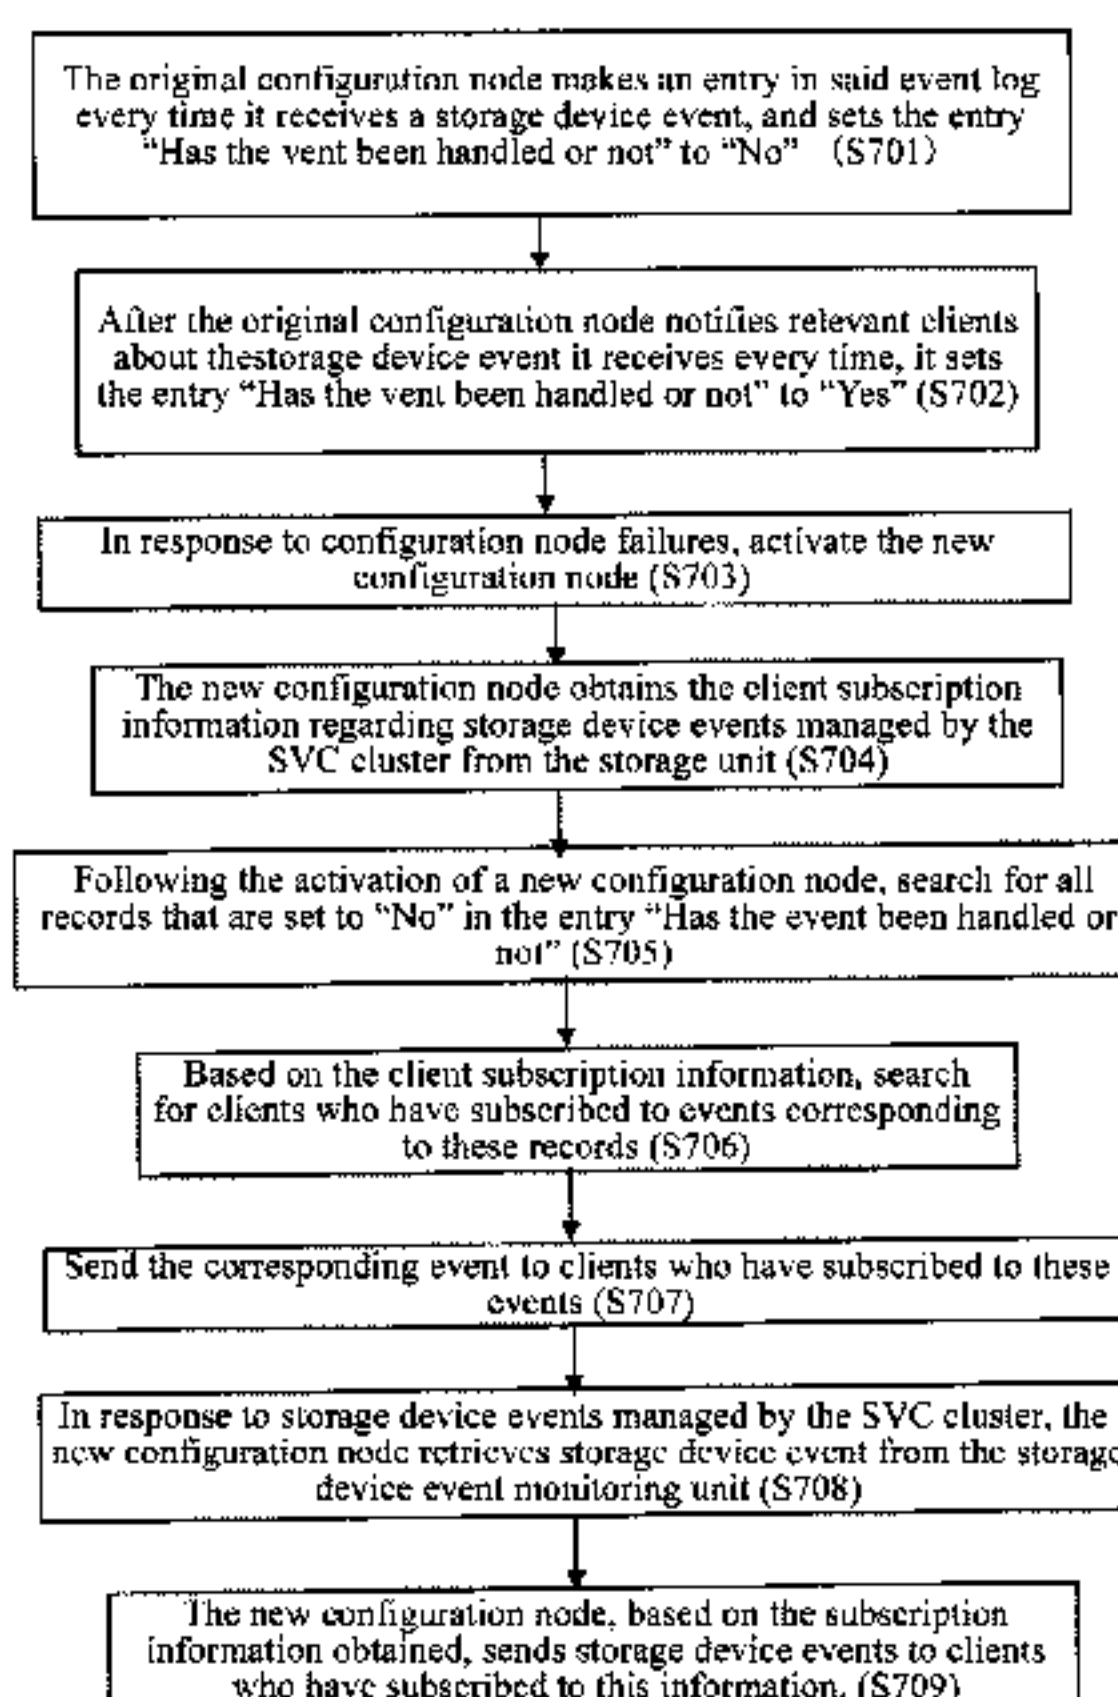 The original configuration node makes an entry in said event log
every time it receives a storage device event, and sets the entry
“Has the vent been handled or not” to “No” (S701)
After the original configuration node notifies relevant clients
about thestorage device event it receives every time, it sets
the entry “Has the vent been handled or not” to “Yes” (S702)
In response to configuration node failures, activate the new
configuration node (S703)
The new configuration node obtains the client subscription
information regarding storage device events managed by the
SVC cluster from the storage unit (S704)
Following the activation of a new configuration node, search for all
records that are set to “No” in the entry “Has the event been handled or
not” (S705)
Based on the client subscription information, search
for clients who have subscribed to events corresponding
to these records (S706)
Send the corresponding event to clients who have subscribed to these
events (S707)
In response to storage device events managed by the SVC cluster, the
new configuration node retrieves storage device event from the storage
device event monitoring unit (S708)
The new configuration node, based on the subscription
information obtained, sends storage device events to clients
who have subscribed to this information. (S709)